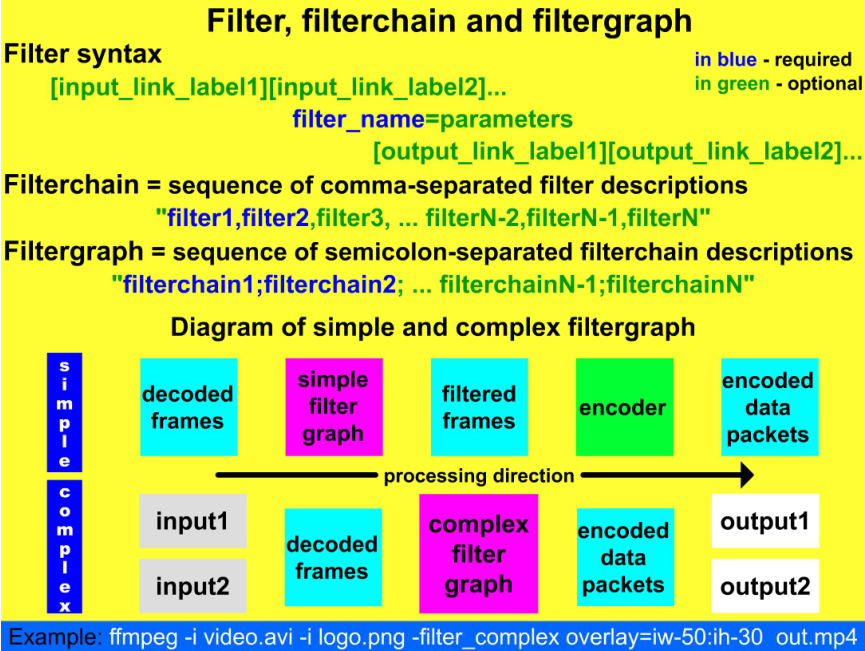 Filter, filterchain and filtergraph
Filter syntax
in blue - required
in green - optional
[input_link_label1][input_link_label2]...
filter_name=parameters
[output_link_label1][output_link_label2]...
Filterchain = sequence of comma-separated filter descriptions
"filter1,filter2,filter3, ... filterN-2,filterN-1,filterN"
Filtergraph = sequence of semicolon-separated filterchain descriptions
"filterchain1;filterchain2; ... filterchainN-1;filterchainN"
Diagram of simple and complex filtergraph
simple
decoded
frames
simple
filter
graph
filtered
frames
encoder
encoded
data
packets
processing direction
complex
input1
input2
decoded
frames
complex
filter
graph
encoded
data
packets
output1
output2
Example: ffmpeg -i video.avi -i logo.png -filter_complex overlay=iw-50:ih-30 out.mp4